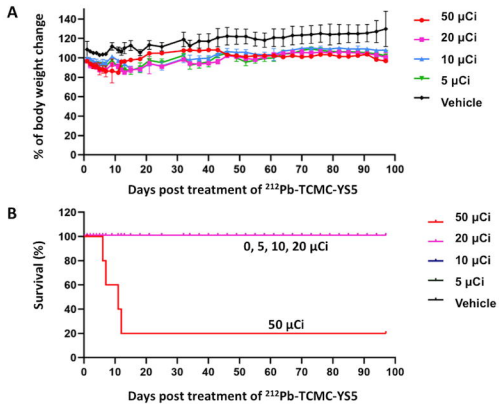 A
% of body weight change
140
120
100
80
60
40
20
0
0 10 20 30 40 50 60 70 80 90 100
Days post treatment of ²¹²Pb-TCMC-YS5
50 µCi
20 µCi
10 µCi
5 µCi
Vehicle
B
Survival (%)
120
100
80
60
40
20
0
0, 5, 10, 20 µCi
50 µCi
0 10 20 30 40 50 60 70 80 90 100
Days post treatment of ²¹²Pb-TCMC-YS5
50 µCi
20 µCi
10 µCi
5 µCi
Vehicle